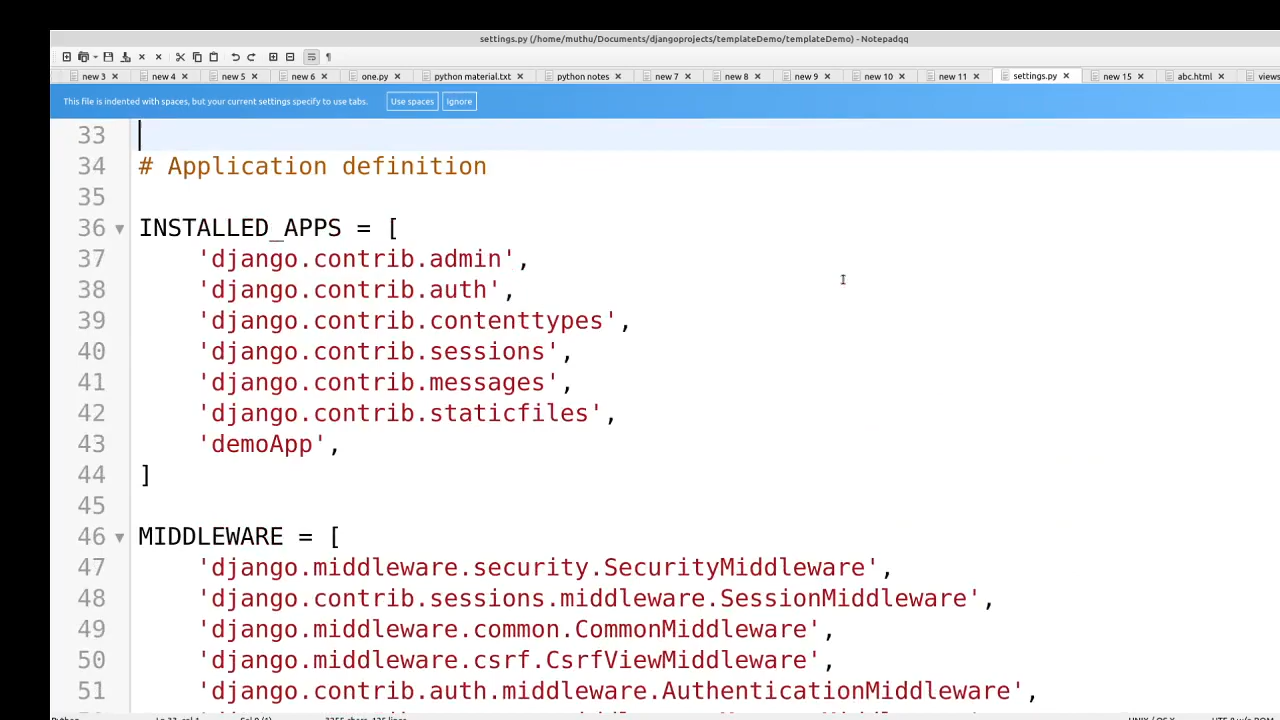 settings.py (/home/muthu/Documents/djangoprojects/templateDemo/templateDemo) - Notepadqq
new 3 new 4 new 5 new 6 one.py python material.txt python notes new 7 new 8 new 9 new 10 new 11 settings.py new 15 abc.html views
This file is indented with spaces, but your current settings specify to use tabs. Use spaces Ignore
33
34 # Application definition
35
36 INSTALLED_APPS = [
37 'django.contrib.admin',
38 'django.contrib.auth',
39 'django.contrib.contenttypes',
40 'django.contrib.sessions',
41 'django.contrib.messages',
42 'django.contrib.staticfiles',
43 'demoApp',
44 ]
45
46 MIDDLEWARE = [
47 'django.middleware.security.SecurityMiddleware',
48 'django.contrib.sessions.middleware.SessionMiddleware',
49 'django.middleware.common.CommonMiddleware',
50 'django.middleware.csrf.CsrfViewMiddleware',
51 'django.contrib.auth.middleware.AuthenticationMiddleware',